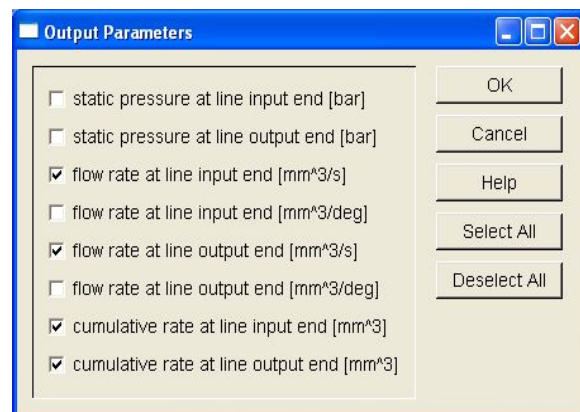 Output Parameters
static pressure at line input end [bar]
static pressure at line output end [bar]
flow rate at line input end [mm^3/s]
flow rate at line input end [mm^3/deg]
flow rate at line output end [mm^3/s]
flow rate at line output end [mm^3/deg]
cumulative rate at line input end [mm^3]
cumulative rate at line output end [mm^3]
OK
Cancel
Help
Select All
Deselect All